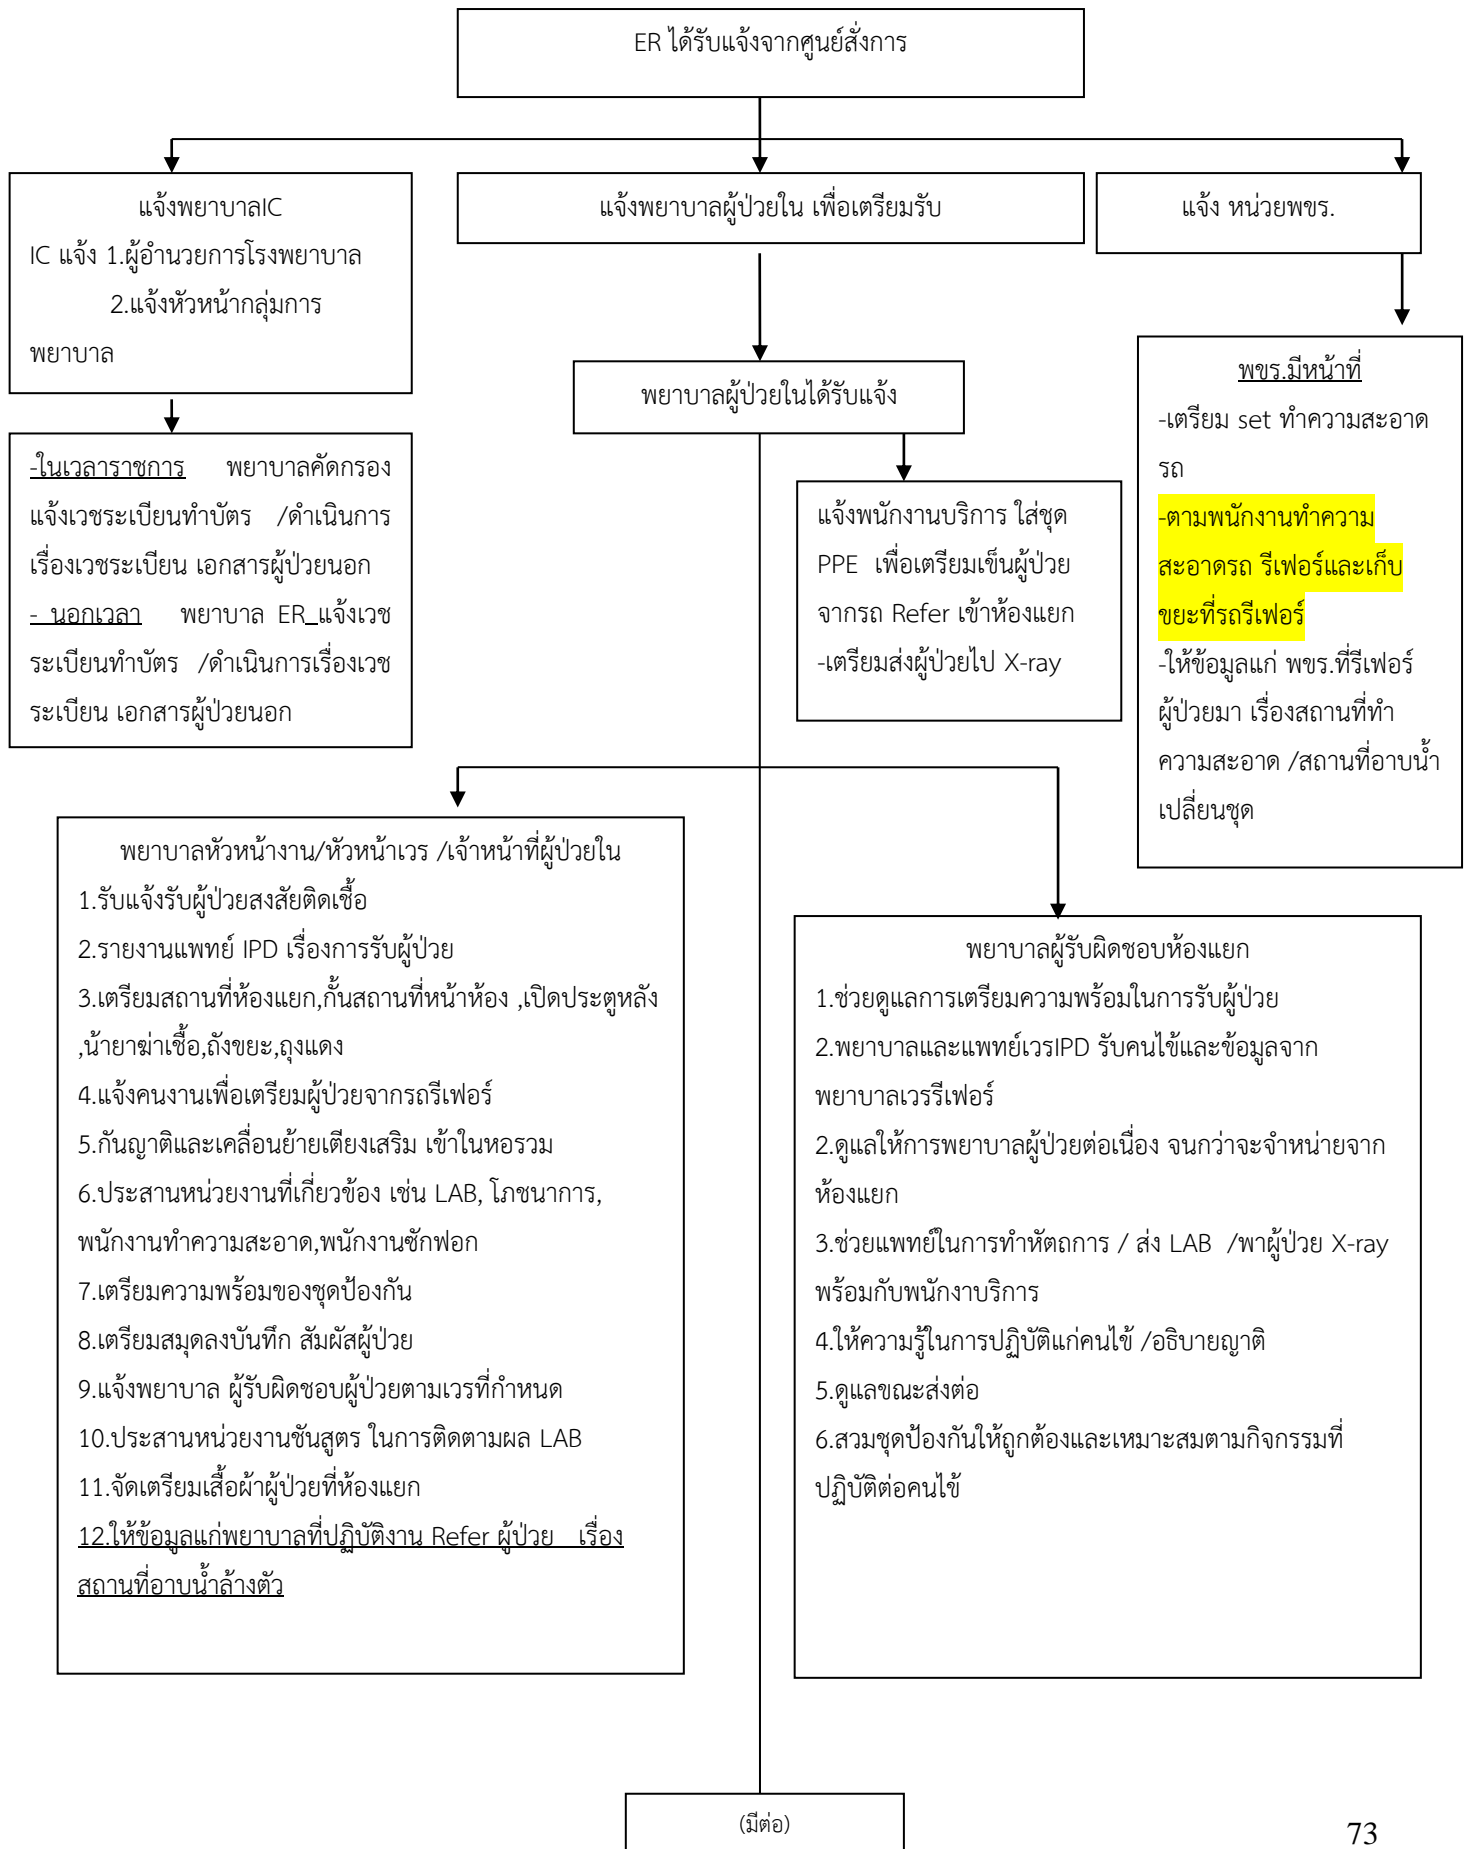 ER ได้รับแจ้งจากศูนย์สั่งการ
แจ้งพยาบาลIC
IC แจ้ง 1.ผู้อำนวยการโรงพยาบาล
2.แจ้งหัวหน้ากลุ่มการ
พยาบาล
แจ้งพยาบาลผู้ป่วยใน เพื่อเตรียมรับ
แจ้ง หน่วยพขร.
พยาบาลผู้ป่วยในได้รับแจ้ง
พขร.มีหน้าที่
-เตรียม set ทำความสะอาด
รถ
-ตามพนักงานทำความ
สะอาดรถ รีเฟอร์และเก็บ
ขยะที่รถรีเฟอร์
-ให้ข้อมูลแก่ พขร.ที่รีเฟอร์
ผู้ป่วยมา เรื่องสถานที่ทำ
ความสะอาด /สถานที่อาบน้ำ
เปลี่ยนชุด
-ในเวลาราชการ พยาบาลคัดกรอง
แจ้งเวชระเบียนทำบัตร /ดำเนินการ
เรื่องเวชระเบียน เอกสารผู้ป่วยนอก
- นอกเวลา พยาบาล ER แจ้งเวช
ระเบียนทำบัตร /ดำเนินการเรื่องเวช
ระเบียน เอกสารผู้ป่วยนอก
แจ้งพนักงานบริการ ใส่ชุด
PPE เพื่อเตรียมเข็นผู้ป่วย
จากรถ Refer เข้าห้องแยก
-เตรียมส่งผู้ป่วยไป X-ray
พยาบาลหัวหน้างาน/หัวหน้าเวร /เจ้าหน้าที่ผู้ป่วยใน
1.รับแจ้งรับผู้ป่วยสงสัยติดเชื้อ
2.รายงานแพทย์ IPD เรื่องการรับผู้ป่วย
3.เตรียมสถานที่ห้องแยก,กั้นสถานที่หน้าห้อง ,เปิดประตูหลัง
,น้ายาฆ่าเชื้อ,ถังขยะ,ถุงแดง
4.แจ้งคนงานเพื่อเตรียมผู้ป่วยจากรถรีเฟอร์
5.กันญาติและเคลื่อนย้ายเตียงเสริม เข้าในหอรวม
6.ประสานหน่วยงานที่เกี่ยวข้อง เช่น LAB, โภชนาการ,
พนักงานทำความสะอาด,พนักงานซักฟอก
7.เตรียมความพร้อมของชุดป้องกัน
8.เตรียมสมุดลงบันทึก สัมผัสผู้ป่วย
9.แจ้งพยาบาล ผู้รับผิดชอบผู้ป่วยตามเวรที่กำหนด
10.ประสานหน่วยงานชันสูตร ในการติดตามผล LAB
11.จัดเตรียมเสื้อผ้าผู้ป่วยที่ห้องแยก
12.ให้ข้อมูลแก่พยาบาลที่ปฏิบัติงาน Refer ผู้ป่วย เรื่อง
สถานที่อาบน้ำล้างตัว
พยาบาลผู้รับผิดชอบห้องแยก
1.ช่วยดูแลการเตรียมความพร้อมในการรับผู้ป่วย
2.พยาบาลและแพทย์เวรIPD รับคนไข้และข้อมูลจาก
พยาบาลเวรรีเฟอร์
2.ดูแลให้การพยาบาลผู้ป่วยต่อเนื่อง จนกว่าจะจำหน่ายจาก
ห้องแยก
3.ช่วยแพทย์ในการทำหัตถการ / ส่ง LAB /พาผู้ป่วย X-ray
พร้อมกับพนักงาบริการ
4.ให้ความรู้ในการปฏิบัติแก่คนไข้ /อธิบายญาติ
5.ดูแลขณะส่งต่อ
6.สวมชุดป้องกันให้ถูกต้องและเหมาะสมตามกิจกรรมที่
ปฏิบัติต่อคนไข้
(มีต่อ)
73